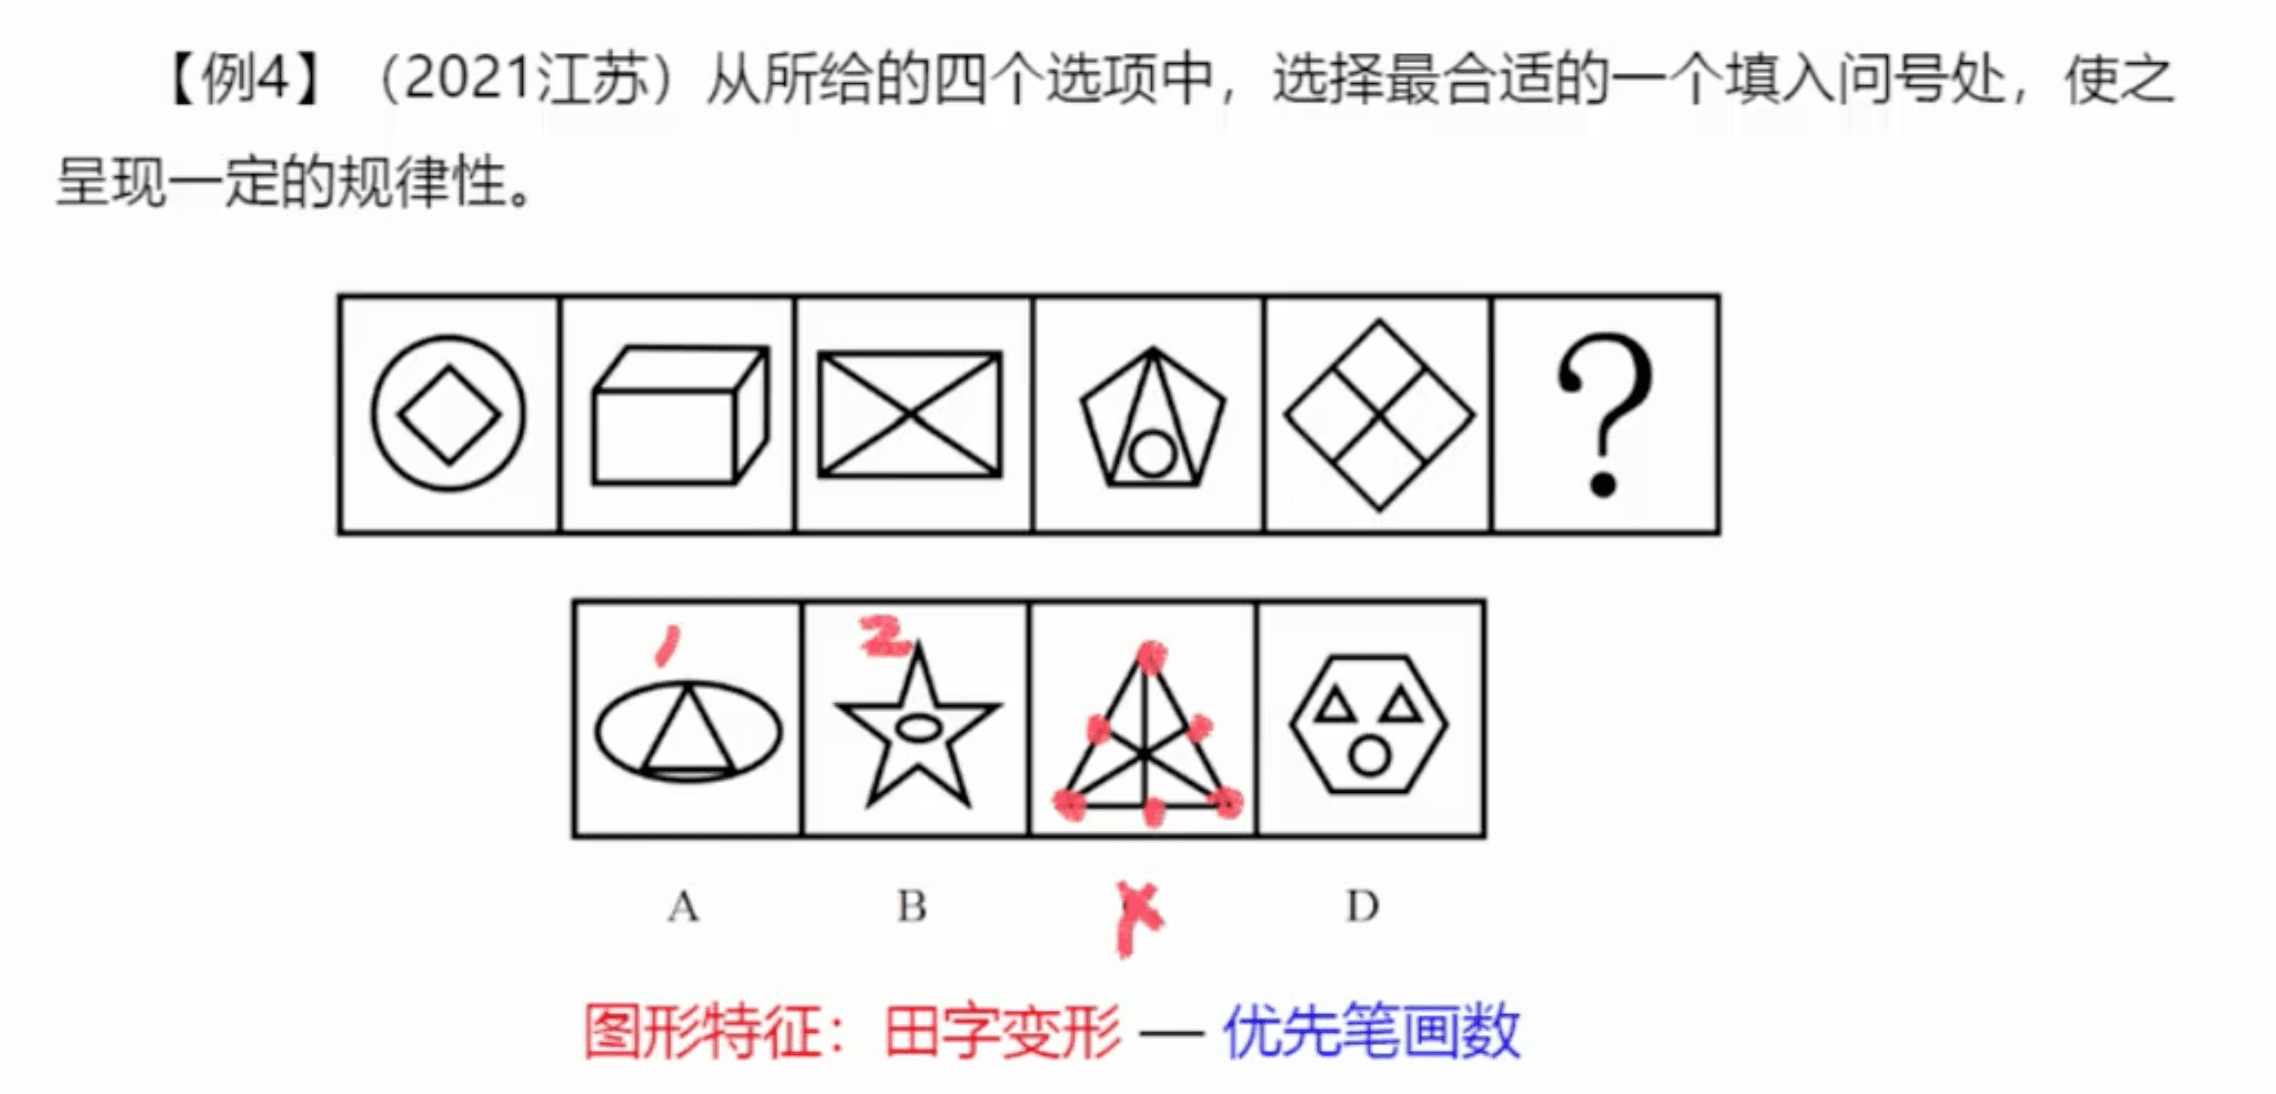 【例4】（2021江苏）从所给的四个选项中，选择最合适的一个填入问号处，使之
呈现一定的规律性。
?
2
A B D
图形特征：田字变形 — 优先笔画数